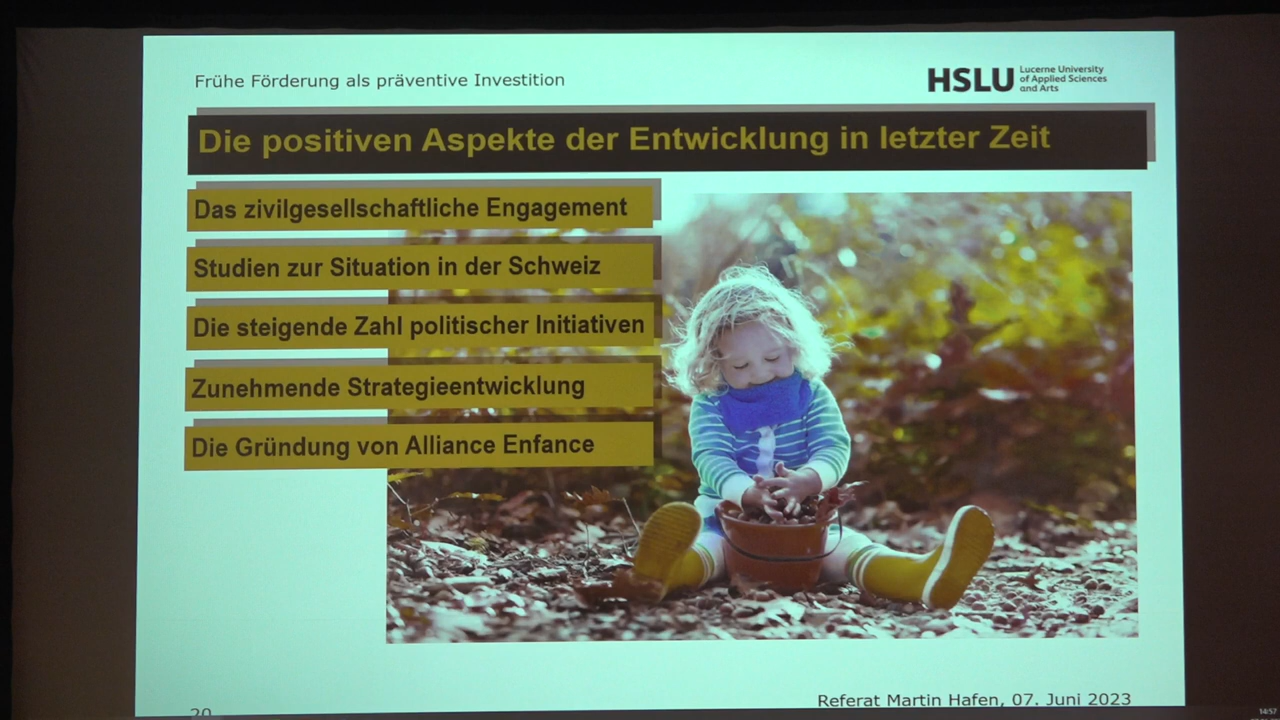 Frühe Förderung als präventive Investition
HSLU
Lucerne University
of Applied Sciences
and Arts
Die positiven Aspekte der Entwicklung in letzter Zeit
Das zivilgesellschaftliche Engagement
Studien zur Situation in der Schweiz
Die steigende Zahl politischer Initiativen
Zunehmende Strategieentwicklung
Die Gründung von Alliance Enfance
20
Referat Martin Hafen, 07. Juni 2023
14:57